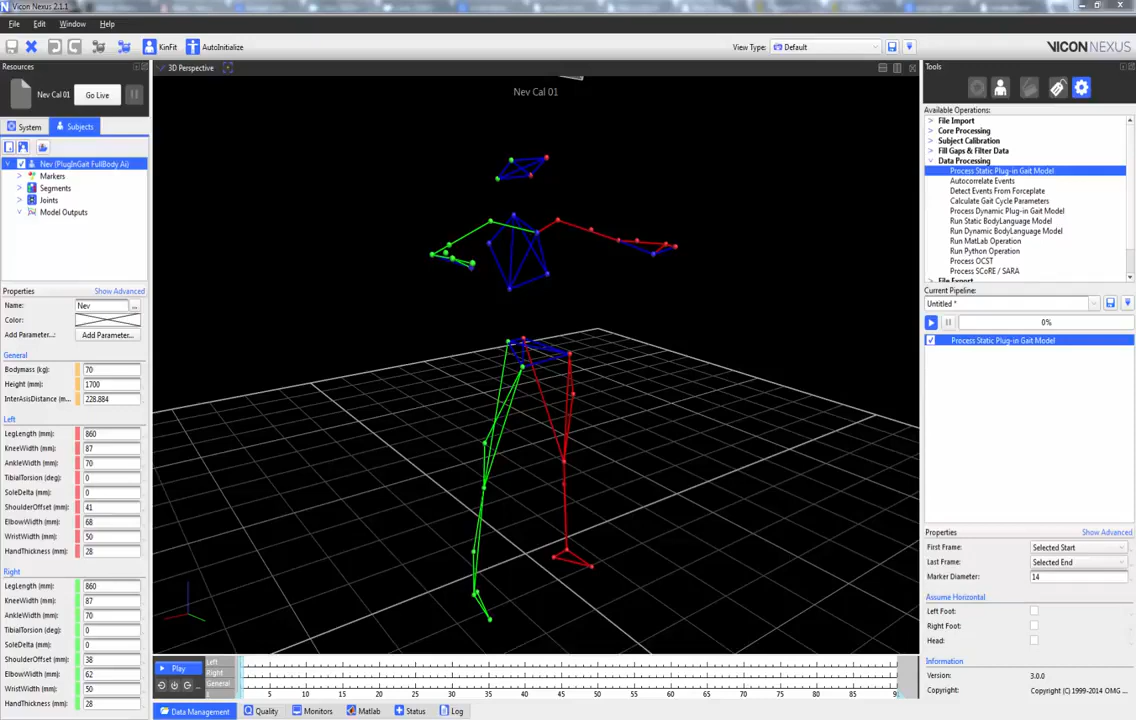 Vicon Nexus 2.1.1
File Edit Window Help
KinFit AutoInitialize View Type: Default VICON NEXUS
Resources
Nev Cal 01 Go Live
System Subjects
Nev (PlugInGait FullBody Ai)
Markers
Segments
Joints
Model Outputs
Properties Show Advanced
Name: Nev ...
Color:
Add Parameter...: Add Parameter...
General
Bodymass (kg): 70
Height (mm): 1700
InterAsisDistance (m... 228.884
Left
LegLength (mm): 860
KneeWidth (mm): 87
AnkleWidth (mm): 70
TibialTorsion (deg): 0
SoleDelta (mm): 0
ShoulderOffset (mm): 41
ElbowWidth (mm): 68
WristWidth (mm): 50
HandThickness (mm): 28
Right
LegLength (mm): 860
KneeWidth (mm): 87
AnkleWidth (mm): 70
TibialTorsion (deg): 0
SoleDelta (mm): 0
ShoulderOffset (mm): 38
ElbowWidth (mm): 62
WristWidth (mm): 50
HandThickness (mm): 28
3D Perspective
Nev Cal 01
Play
Left
Right
General
5 10 15 20 25 30 35 40 45 50 55 60 65 70 75 80 85
Data Management Quality Monitors Matlab Status Log
Tools
Available Operations:
File Import
Core Processing
Subject Calibration
Fill Gaps & Filter Data
Data Processing
Process Static Plug-in Gait Model
Autocorrelate Events
Detect Events From Forceplate
Calculate Gait Cycle Parameters
Process Dynamic Plug-in Gait Model
Run Static BodyLanguage Model
Run Dynamic BodyLanguage Model
Run MatLab Operation
Run Python Operation
Process OCST
Process SCoRE / SARA
File Export
Current Pipeline:
Untitled *
0%
Process Static Plug-in Gait Model
Properties Show Advanced
First Frame: Selected Start
Last Frame: Selected End
Marker Diameter: 14
Assume Horizontal
Left Foot:
Right Foot:
Head:
Information
Version: 3.0.0
Copyright: Copyright (C) 1999-2014 OMG ...